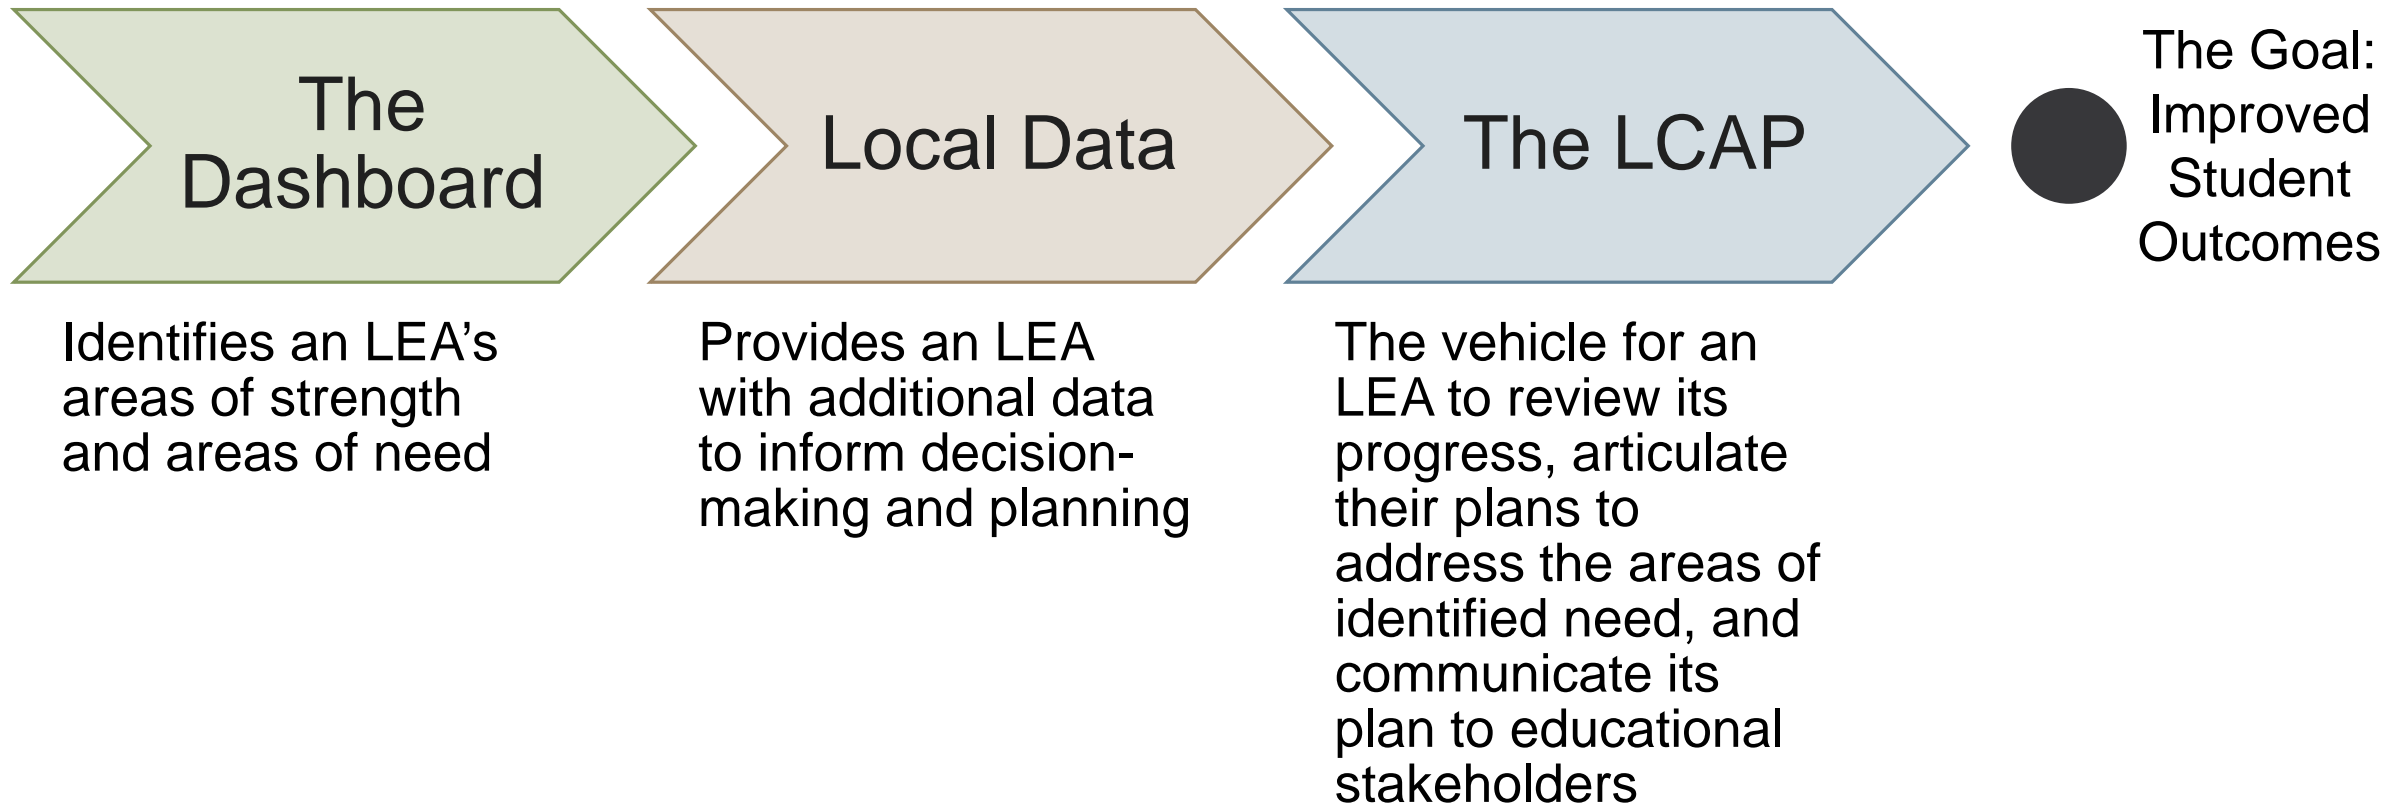 The
Dashboard
Identifies an LEA’s
areas of strength
and areas of need
Local Data
Provides an LEA
with additional data
to inform decision-
making and planning
The LCAP
The vehicle for an
LEA to review its
progress, articulate
their plans to
address the areas of
identified need, and
communicate its
plan to educational
stakeholders
The Goal:
Improved
Student
Outcomes